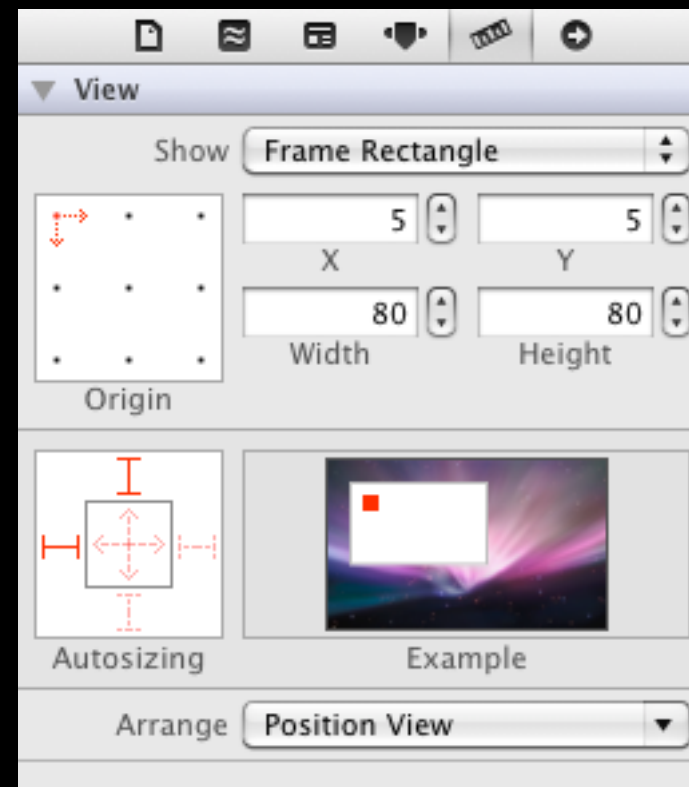 View
Show Frame Rectangle
5 5
X Y
80 80
Width Height
Origin
Autosizing Example
Arrange Position View